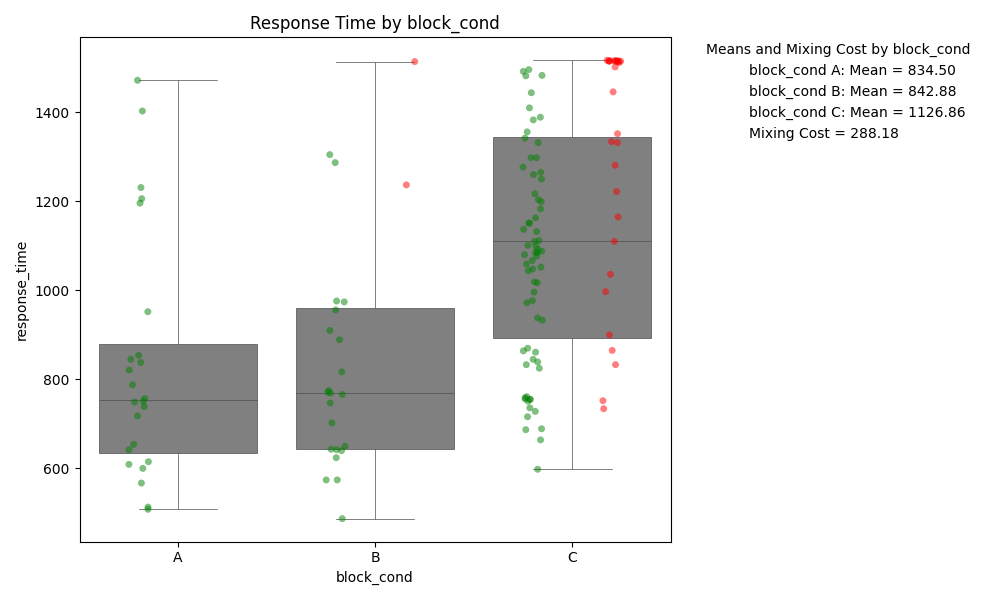 Response Time by block_cond
Means and Mixing Cost by block_cond
block_cond A: Mean = 834.50
block_cond B: Mean = 842.88
block_cond C: Mean = 1126.86
Mixing Cost = 288.18
response_time
1400
1200
1000
800
600
A
B
C
block_cond